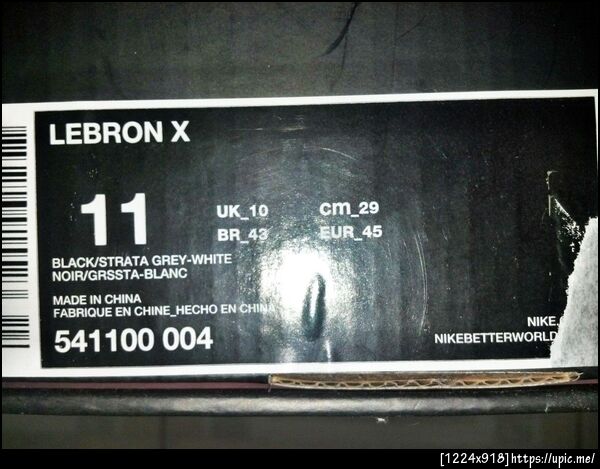 LEBRON X
11
UK_10 cm_29
BR_43 EUR_45
BLACK/STRATA GREY-WHITE
NOIR/GRSSTA-BLANC
MADE IN CHINA
FABRIQUE EN CHINE_HECHO EN CHINA
541100 004
NIKE.
NIKEBETTERWORLD
[1224x918]https://upic.me/